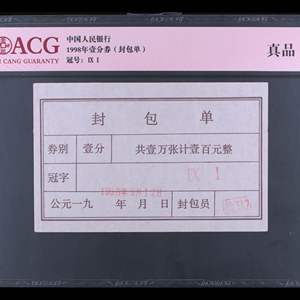 ACG
CANG GUARANTY
中国人民银行
1998年壹分券（封包单）
冠号：IX I
真品
封包单
券别 壹分 共壹万张计壹百元整
冠字 IX I
公元一九 年 月 日 封包员